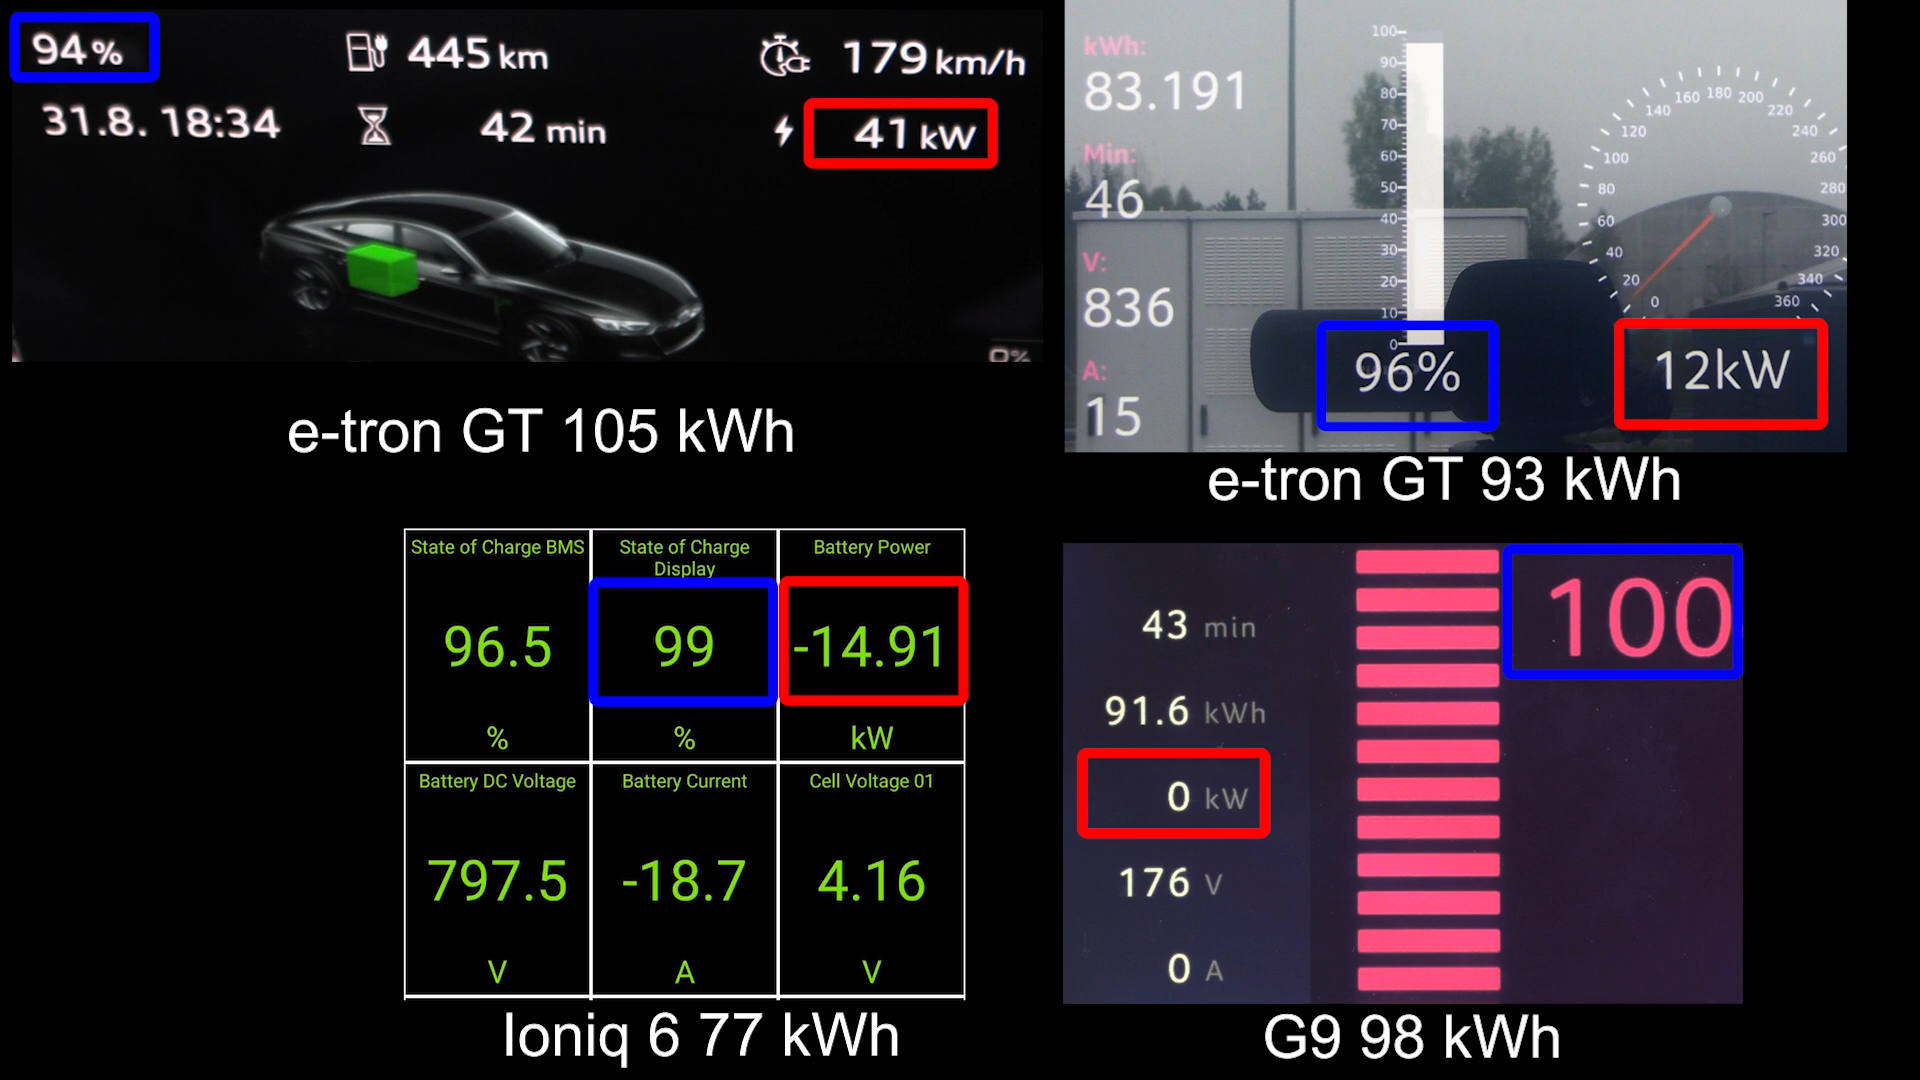 94%
445 km
179 km/h
31.8. 18:34
42 min
41 kW
0%
e-tron GT 105 kWh
kWh:
83.191
Min:
46
V:
836
A:
15
100
90
80
70
60
50
40
30
20
10
0
96%
0
20
40
60
80
100
120
140
160
180
200
220
240
260
280
300
320
340
360
12kW
e-tron GT 93 kWh
State of Charge BMS
96.5
%
State of Charge
Display
99
%
Battery Power
-14.91
kW
Battery DC Voltage
797.5
V
Battery Current
-18.7
A
Cell Voltage 01
4.16
V
Ioniq 6 77 kWh
43 min
91.6 kWh
0 kW
176 V
0 A
100
G9 98 kWh